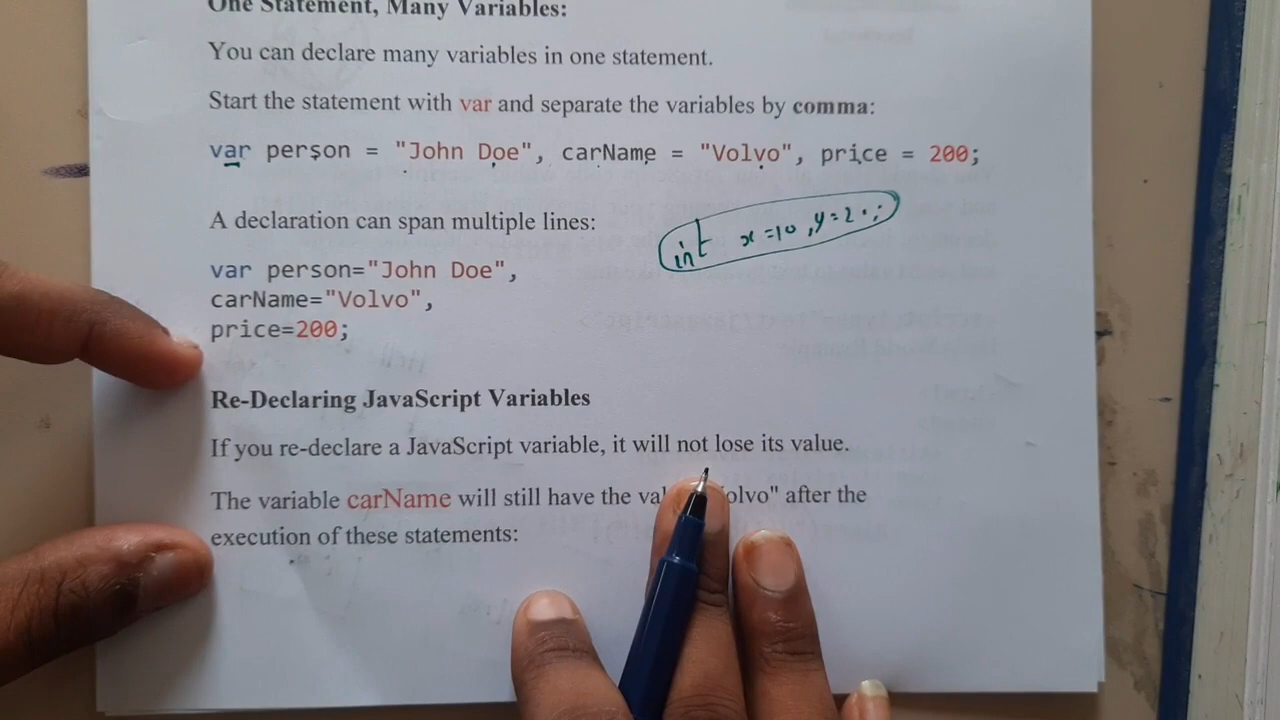 One Statement, Many Variables:
You can declare many variables in one statement.
Start the statement with var and separate the variables by comma:
var person = "John Doe", carName = "Volvo", price = 200;
A declaration can span multiple lines:
int x=10, y=20;
var person="John Doe",
carName="Volvo",
price=200;
Re-Declaring JavaScript Variables
If you re-declare a JavaScript variable, it will not lose its value.
The variable carName will still have the olvo" after the
execution of these statements: